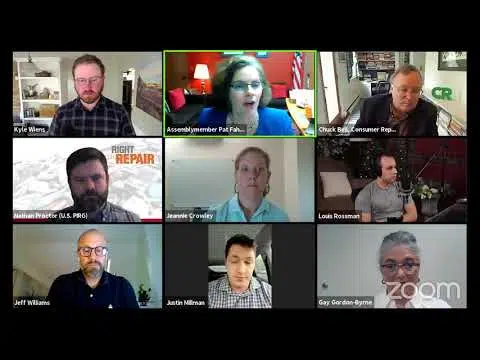 Kyle Wiens
Assemblymember Pat Fah...
Chuck Bell, Consumer Rep...
CR
RIGHT
REPAIR
Nathan Proctor (U.S. PIRG)
Jeannie Crowley
Louis Rossman
Jeff Williams
Justin Millman
Gay Gordon-Byrne
zoom